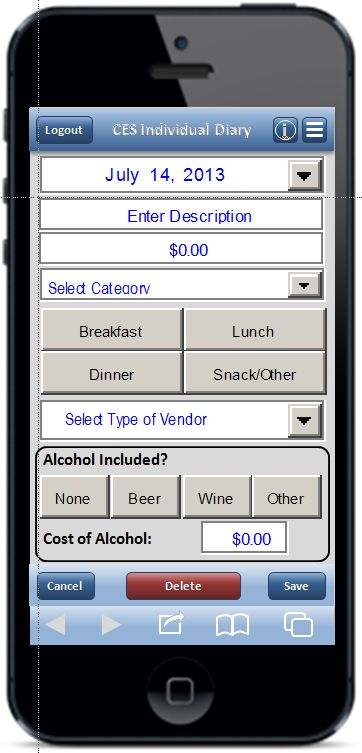 Logout CES Individual Diary i
July 14, 2013
Enter Description
$0.00
Select Category
Breakfast Lunch
Dinner Snack/Other
Select Type of Vendor
Alcohol Included?
None Beer Wine Other
Cost of Alcohol: $0.00
Cancel Delete Save